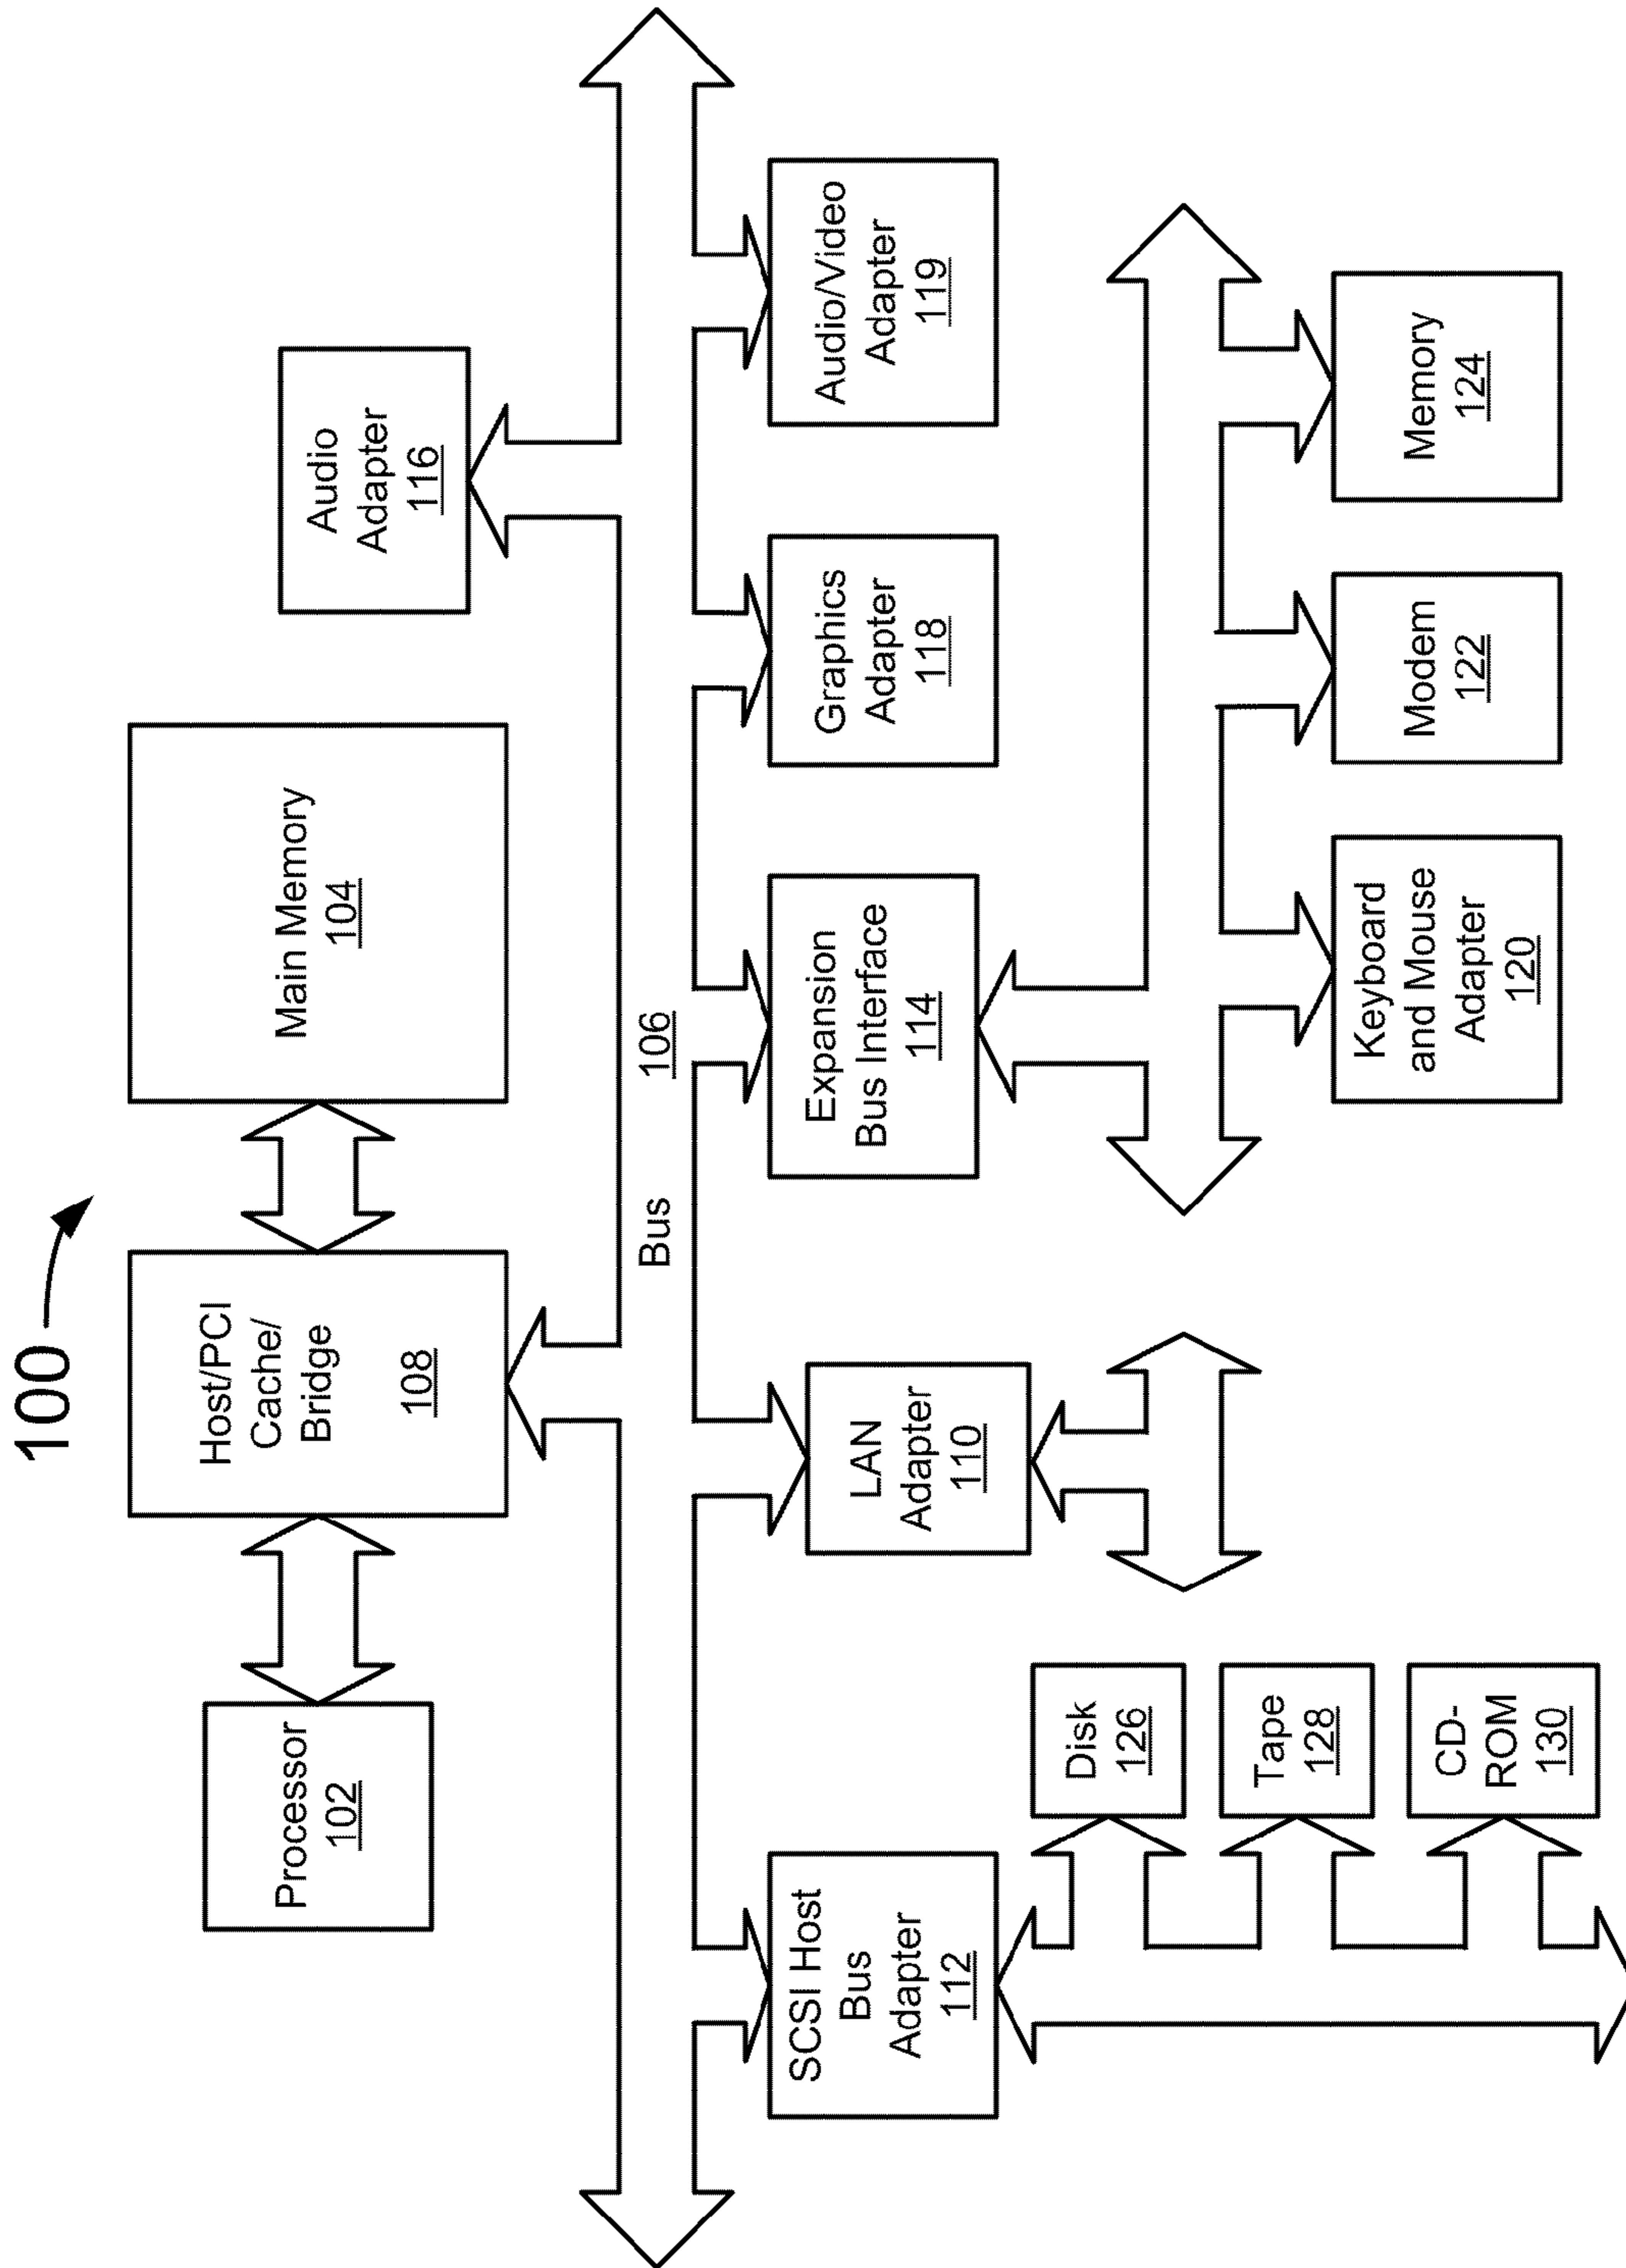 100
Processor
102
Host/PCI
Cache/
Bridge
108
Main Memory
104
Audio
Adapter
116
Bus
106
SCSI Host
Bus
Adapter
112
LAN
Adapter
110
Expansion
Bus Interface
114
Graphics
Adapter
118
Audio/Video
Adapter
119
Disk
126
Tape
128
CD-
ROM
130
Keyboard
and Mouse
Adapter
120
Modem
122
Memory
124